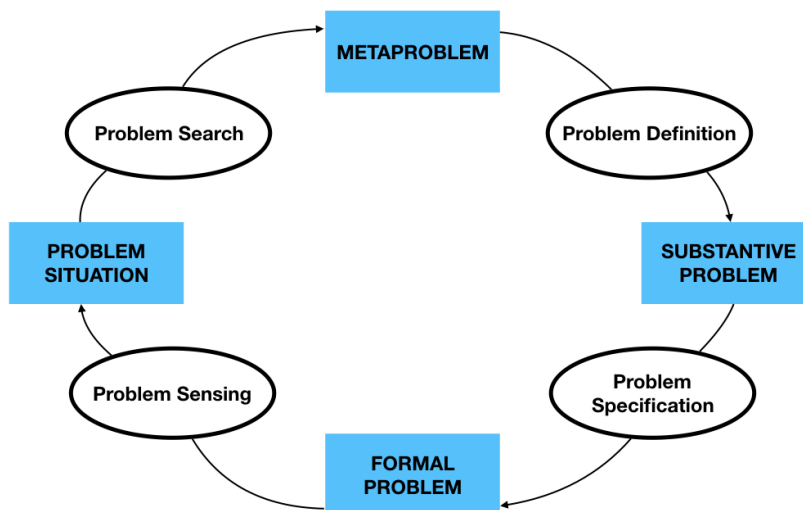 METAPROBLEM
Problem Search
Problem Definition
PROBLEM
SITUATION
SUBSTANTIVE
PROBLEM
Problem Sensing
Problem
Specification
FORMAL
PROBLEM